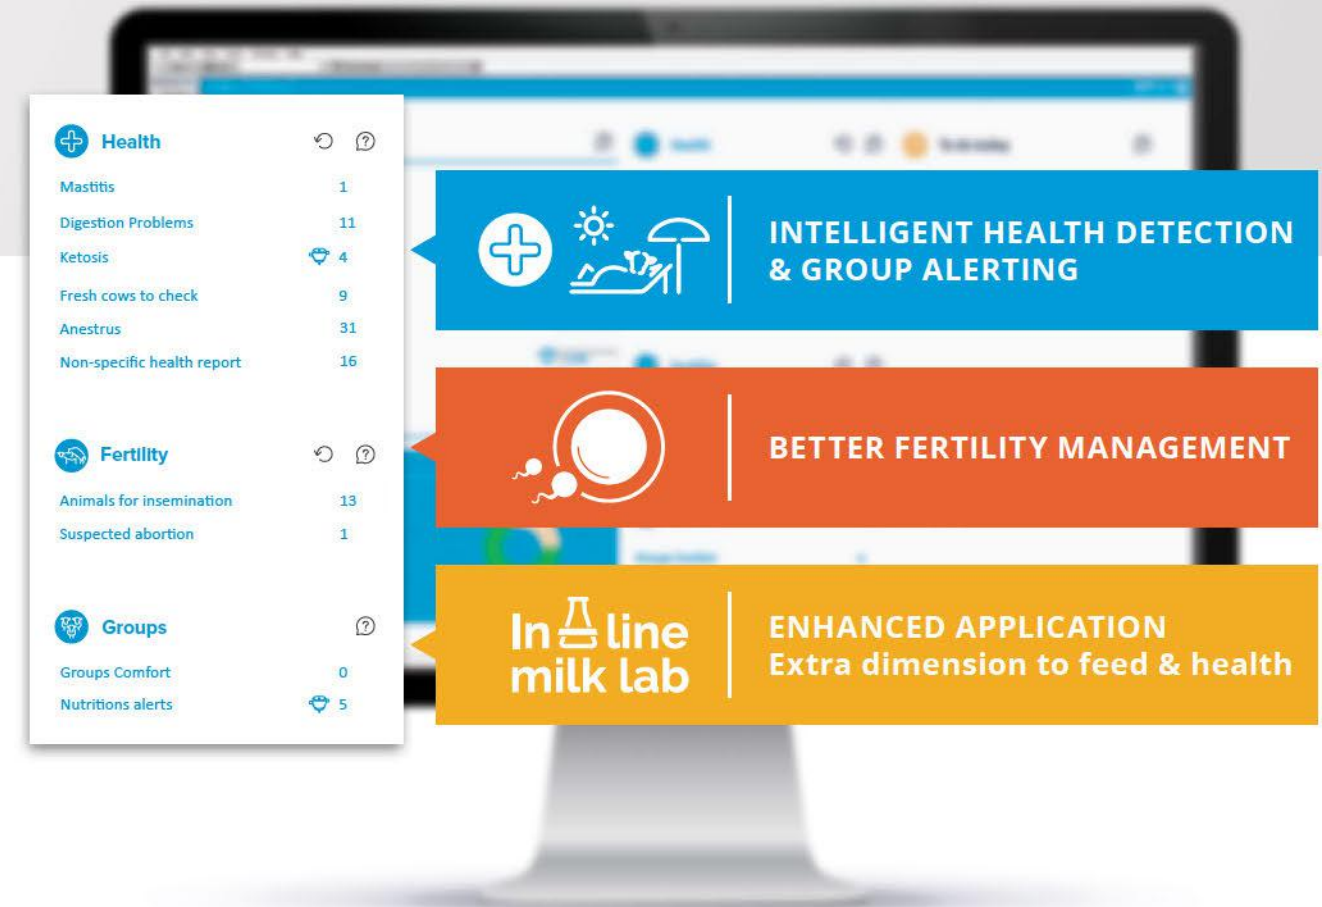 Health
Mastitis 1
Digestion Problems 11
Ketosis 4
Fresh cows to check 9
Anestrus 31
Non-specific health report 16
Fertility
Animals for insemination 13
Suspected abortion 1
Groups
Groups Comfort 0
Nutritions alerts 5
INTELLIGENT HEALTH DETECTION
& GROUP ALERTING
BETTER FERTILITY MANAGEMENT
In line
milk lab
ENHANCED APPLICATION
Extra dimension to feed & health